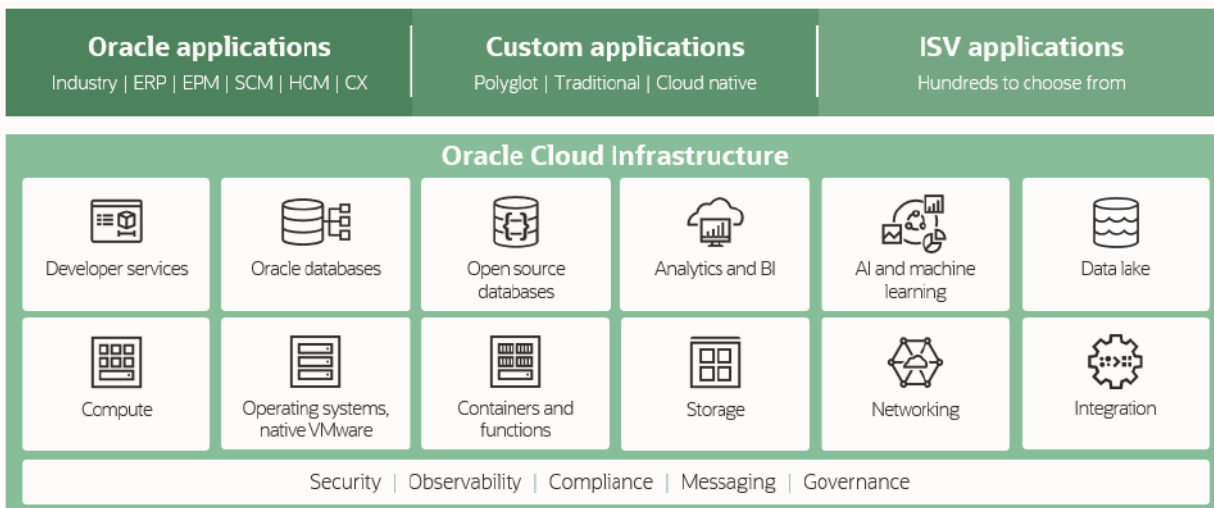 Oracle applications
Industry | ERP | EPM | SCM | HCM | CX
Custom applications
Polyglot | Traditional | Cloud native
ISV applications
Hundreds to choose from
Oracle Cloud Infrastructure
Developer services
Oracle databases
Open source
databases
Analytics and BI
AI and machine
learning
Data lake
Compute
Operating systems,
native VMware
Containers and
functions
Storage
Networking
Integration
Security | Observability | Compliance | Messaging | Governance